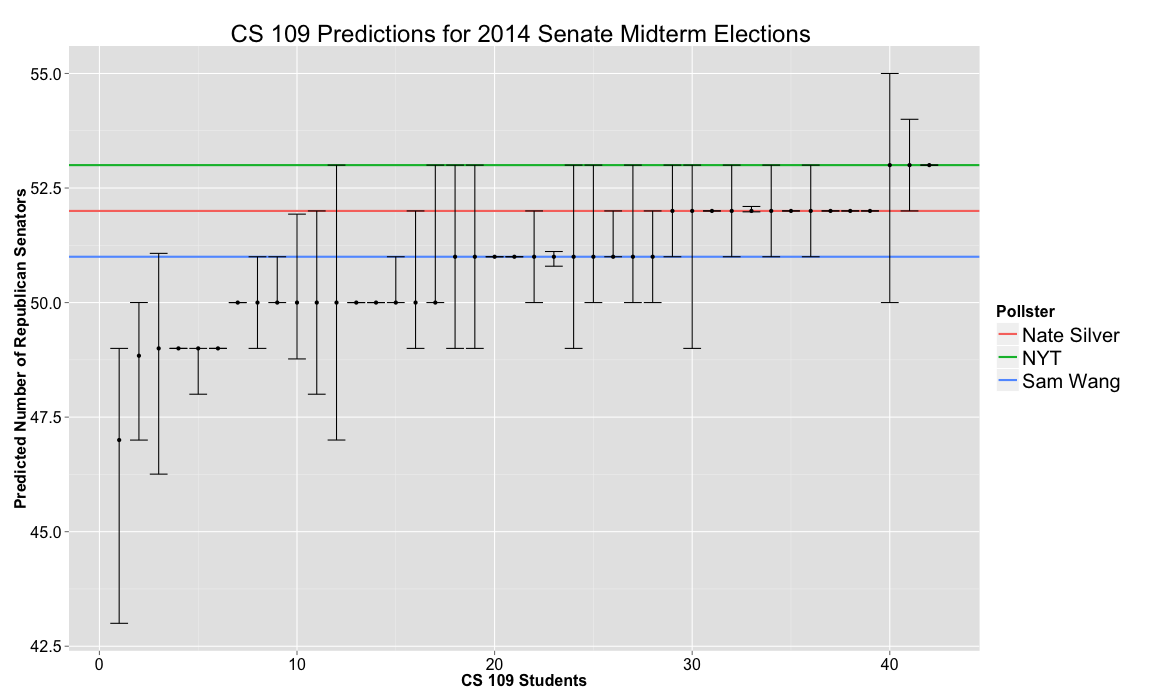 CS 109 Predictions for 2014 Senate Midterm Elections
Predicted Number of Republican Senators
55.0
52.5
50.0
47.5
45.0
42.5
0
10
20
30
40
CS 109 Students
Pollster
Nate Silver
NYT
Sam Wang